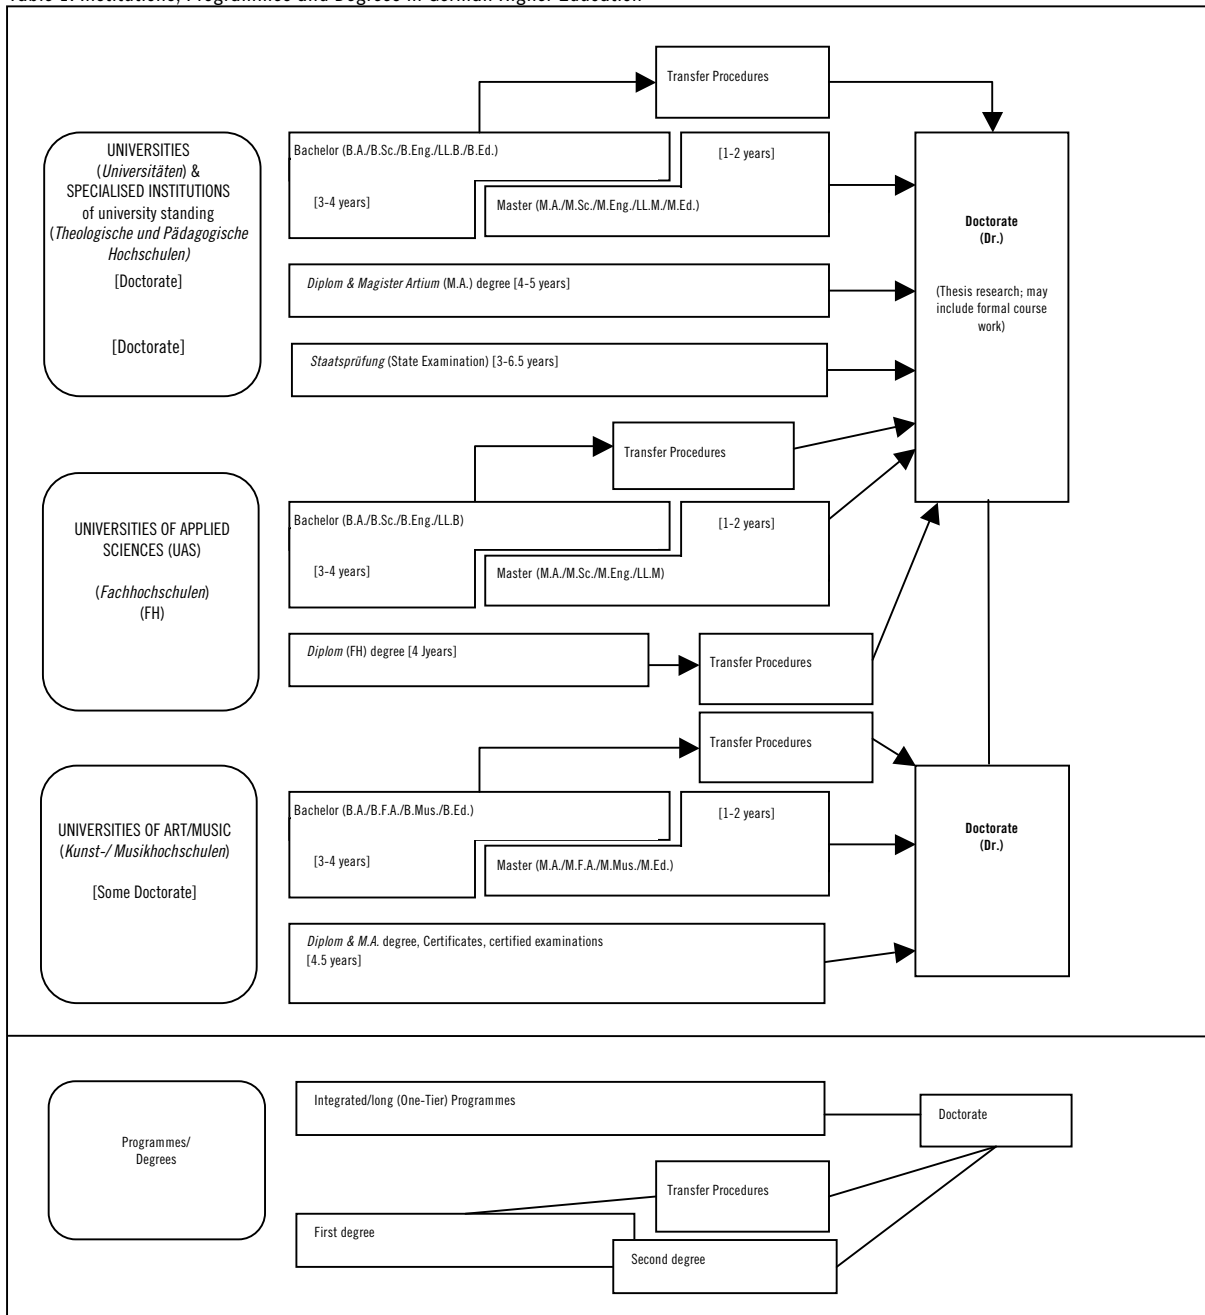 Table 1: Institutions, Programmes and Degrees in German Higher Education
Transfer Procedures
UNIVERSITIES
(Universitäten) &
SPECIALISED INSTITUTIONS
of university standing
(Theologische und Pädagogische
Hochschulen)
[Doctorate]
[Doctorate]
Bachelor (B.A./B.Sc./B.Eng./LL.B./B.Ed.)
[3-4 years]
[1-2 years]
Master (M.A./M.Sc./M.Eng./LL.M./M.Ed.)
Diplom & Magister Artium (M.A.) degree [4-5 years]
Staatsprüfung (State Examination) [3-6.5 years]
Doctorate
(Dr.)
(Thesis research; may
include formal course
work)
Transfer Procedures
UNIVERSITIES OF APPLIED
SCIENCES (UAS)
(Fachhochschulen)
(FH)
Bachelor (B.A./B.Sc./B.Eng./LL.B)
[3-4 years]
[1-2 years]
Master (M.A./M.Sc./M.Eng./LL.M)
Diplom (FH) degree [4 Jyears]
Transfer Procedures
Transfer Procedures
UNIVERSITIES OF ART/MUSIC
(Kunst-/ Musikhochschulen)
[Some Doctorate]
Bachelor (B.A./B.F.A./B.Mus./B.Ed.)
[3-4 years]
[1-2 years]
Master (M.A./M.F.A./M.Mus./M.Ed.)
Diplom & M.A. degree, Certificates, certified examinations
[4.5 years]
Doctorate
(Dr.)
Programmes/
Degrees
Integrated/long (One-Tier) Programmes
Doctorate
Transfer Procedures
First degree
Second degree